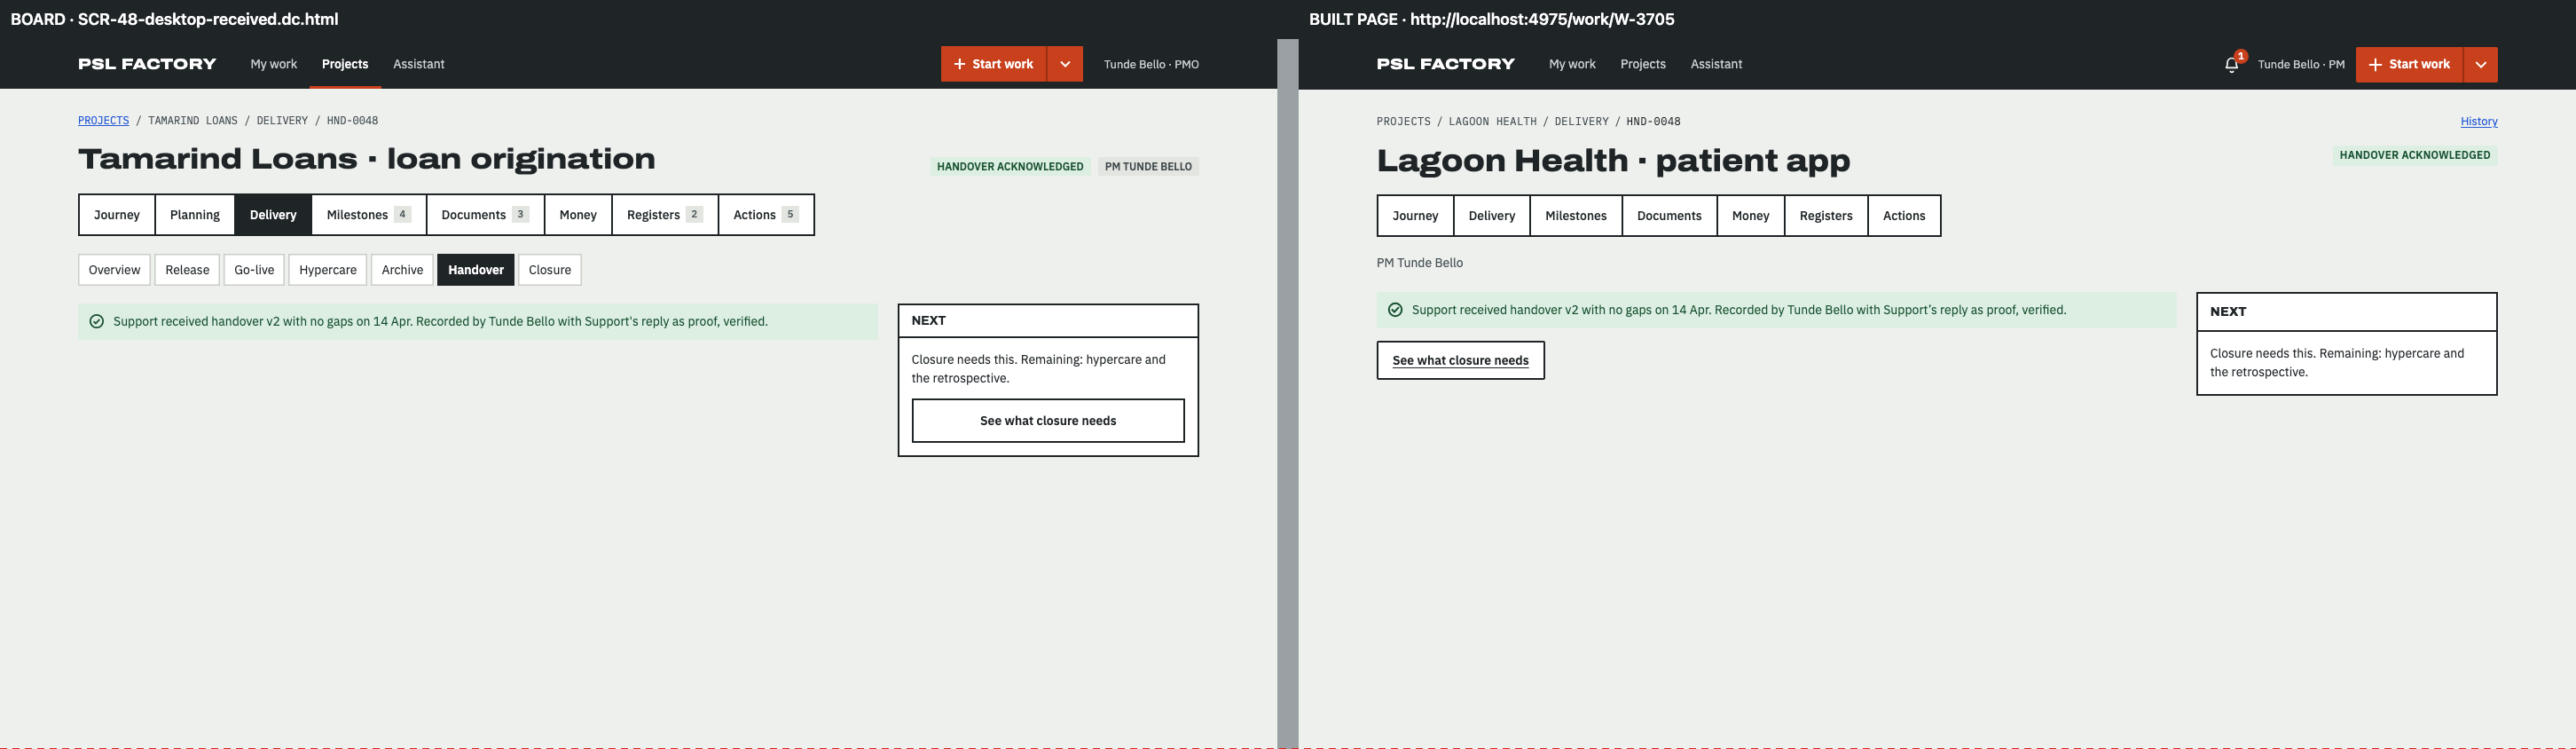 BOARD · SCR-48-desktop-received.dc.html
PSL FACTORY
My work
Projects
Assistant
+ Start work
Tunde Bello · PMO
PROJECTS / TAMARIND LOANS / DELIVERY / HND-0048
Tamarind Loans · loan origination
HANDOVER ACKNOWLEDGED
PM TUNDE BELLO
Journey
Planning
Delivery
Milestones 4
Documents 3
Money
Registers 2
Actions 5
Overview
Release
Go-live
Hypercare
Archive
Handover
Closure
Support received handover v2 with no gaps on 14 Apr. Recorded by Tunde Bello with Support's reply as proof, verified.
NEXT
Closure needs this. Remaining: hypercare and
the retrospective.
See what closure needs
BUILT PAGE · http://localhost:4975/work/W-3705
PSL FACTORY
My work
Projects
Assistant
1
Tunde Bello · PM
+ Start work
PROJECTS / LAGOON HEALTH / DELIVERY / HND-0048
History
Lagoon Health · patient app
HANDOVER ACKNOWLEDGED
Journey
Delivery
Milestones
Documents
Money
Registers
Actions
PM Tunde Bello
Support received handover v2 with no gaps on 14 Apr. Recorded by Tunde Bello with Support’s reply as proof, verified.
See what closure needs
NEXT
Closure needs this. Remaining: hypercare and
the retrospective.